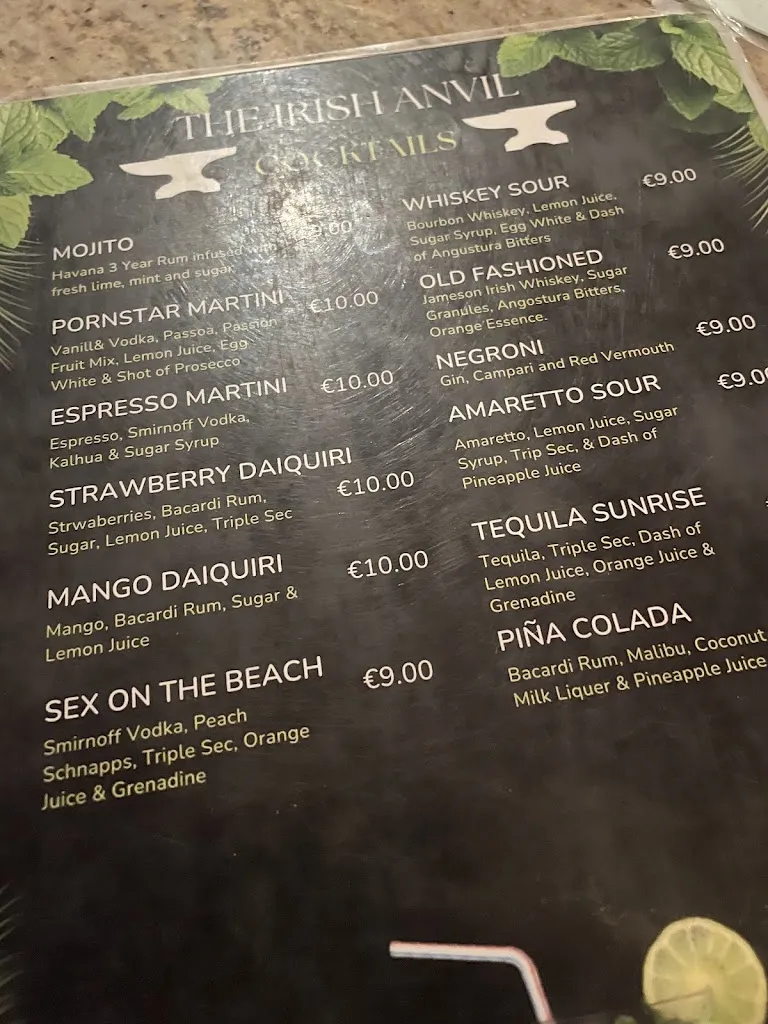 THE IRISH ANVIL
COCKTAILS
MOJITO
Havana 3 Year Rum infused with
fresh lime, mint and sugar
PORNSTAR MARTINI €10.00
Vanill& Vodka, Passoa, Passion
Fruit Mix, Lemon Juice, Egg
White & Shot of Prosecco
ESPRESSO MARTINI €10.00
Espresso, Smirnoff Vodka,
Kalhua & Sugar Syrup
STRAWBERRY DAIQUIRI €10.00
Strwaberries, Bacardi Rum,
Sugar, Lemon Juice, Triple Sec
MANGO DAIQUIRI €10.00
Mango, Bacardi Rum, Sugar &
Lemon Juice
SEX ON THE BEACH €9.00
Smirnoff Vodka, Peach
Schnapps, Triple Sec, Orange
Juice & Grenadine
WHISKEY SOUR €9.00
Bourbon Whiskey, Lemon Juice,
Sugar Syrup, Egg White & Dash
of Angustura Bitters
OLD FASHIONED €9.00
Jameson Irish Whiskey, Sugar
Granules, Angostura Bitters,
Orange Essence.
NEGRONI €9.00
Gin, Campari and Red Vermouth
AMARETTO SOUR €9.0
Amaretto, Lemon Juice, Sugar
Syrup, Trip Sec, & Dash of
Pineapple Juice
TEQUILA SUNRISE
Tequila, Triple Sec, Dash of
Lemon Juice, Orange Juice &
Grenadine
PIÑA COLADA
Bacardi Rum, Malibu, Coconut
Milk Liquer & Pineapple Juice